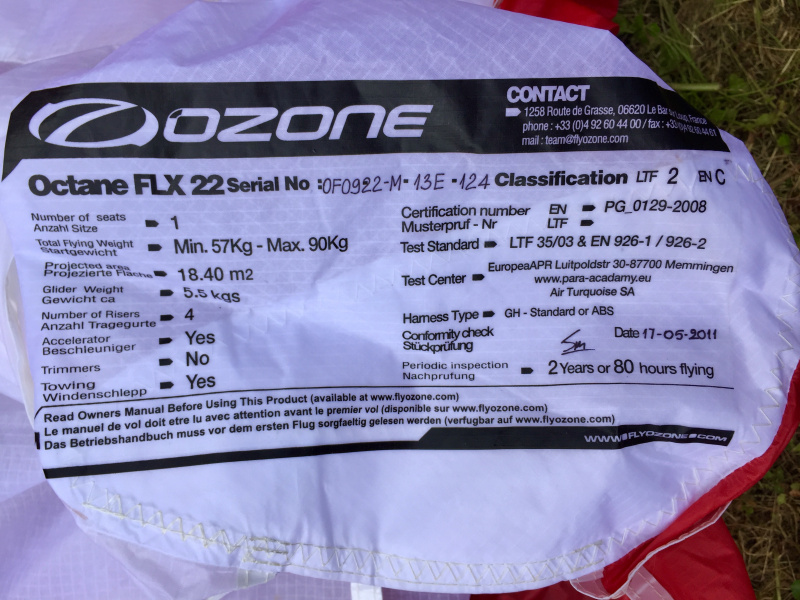 OZONE
CONTACT
1258 Route de Grasse, 06620 Le Bar sur Loup, France
phone : +33 (0)4 92 60 44 00 / fax : +33 (0)4 92 60 44 67
mail : team@flyozone.com
Octane FLX 22 Serial No :OF0922-M-13E-124 Classification LTF 2 EN C
Number of seats 1
Anzahl Sitze
Total Flying Weight Min. 57Kg - Max. 90Kg
Startgewicht
Projected area 18.40 m2
Projezierte Fläche
Glider Weight 5.5 kgs
Gewicht ca
Number of Risers 4
Anzahl Tragegurte
Accelerator Yes
Beschleuniger
Trimmers No
Towing Yes
Windenschlepp
Certification number EN PG_0129-2008
Musterpruf - Nr LTF
Test Standard LTF 35/03 & EN 926-1 / 926-2
Test Center EuropeaAPR Luitpoldstr 30-87700 Memmingen
www.para-acadamy.eu
Air Turquoise SA
Harness Type GH - Standard or ABS
Conformity check Date 17-05-2011
Stückprüfung
Periodic inspection 2 Years or 80 hours flying
Nachprufung
Read Owners Manual Before Using This Product (available at www.flyozone.com)
Le manuel de vol doit etre lu avec attention avant le premier vol (disponible sur www.flyozone.com)
Das Betriebshandbuch muss vor dem ersten Flug sorgfaeltig gelesen werden (verfugbar auf www.flyozone.com)
WWW.FLYOZONE.COM